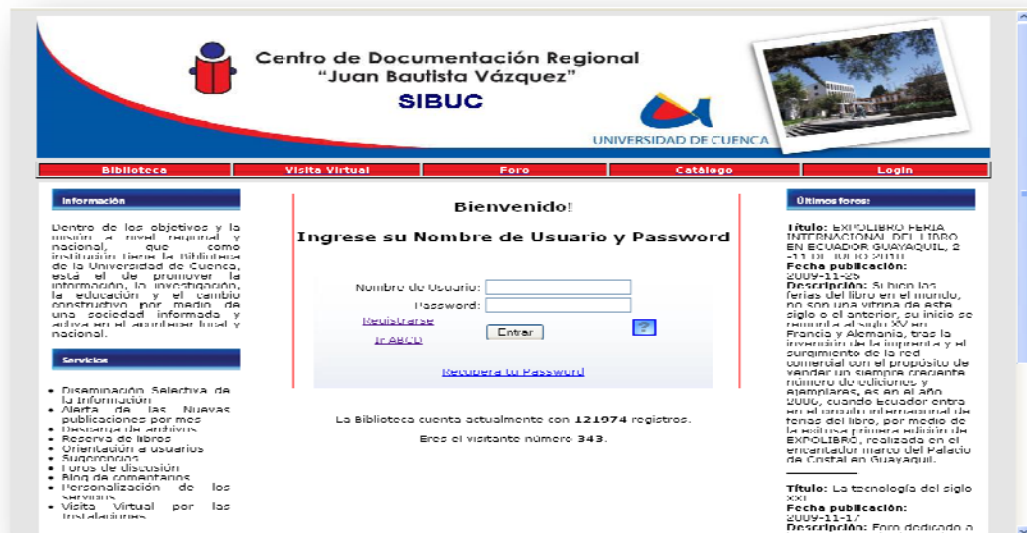 Centro de Documentación Regional
"Juan Bautista Vázquez"
SIBUC
UNIVERSIDAD DE CUENCA
Biblioteca
Visita Virtual
Foro
Catálogo
Login
Información
Dentro de los objetivos y la
misión a nivel regional y
nacional, que como
institución tiene la Biblioteca
de la Universidad de Cuenca,
está el de promover la
información, la investigación,
la educación y el cambio
constructivo por medio de
una sociedad informada y
activa en el acontecer local y
nacional.
Servicios
• Diseminación Selectiva de
la Información
• Alerta de las Nuevas
publicaciones por mes
• Descarga de archivos
• Reserva de libros
• Orientación a usuarios
• Sugerencias
• Foros de discusión
• Blog de comentarios
• Personalización de los
servicios
• Visita Virtual por las
Instalaciones
Bienvenido!
Ingrese su Nombre de Usuario y Password
Nombre de Usuario:
Password:
Registrarse
Entrar
?
Ir ABCD
Recupera tu Password
La Biblioteca cuenta actualmente con 121974 registros.
Eres el visitante número 343.
Últimos foros:
Título: EXPOLIBRO FERIA
INTERNACIONAL DEL LIBRO
EN ECUADOR GUAYAQUIL, 2
-11 DE JULIO 2010
Fecha publicación:
2009-11-25
Descripción: Si bien las
ferias del libro en el mundo,
no son una vitrina de este
siglo o el anterior, su inicio se
remonta al siglo XV en
Francia y Alemania, tras la
invención de la imprenta y el
surgimiento de la red
comercial con el propósito de
vender un siempre creciente
número de ediciones y
ejemplares, es en el año
2006, cuando Ecuador entra
en el circuito internacional de
ferias del libro, por medio de
la exitosa primera edición de
EXPOLIBRO, realizada en el
encantador marco del Palacio
de Cristal en Guayaquil.
Título: La tecnología del siglo
XXI
Fecha publicación:
2009-11-17
Descripción: Foro dedicado a